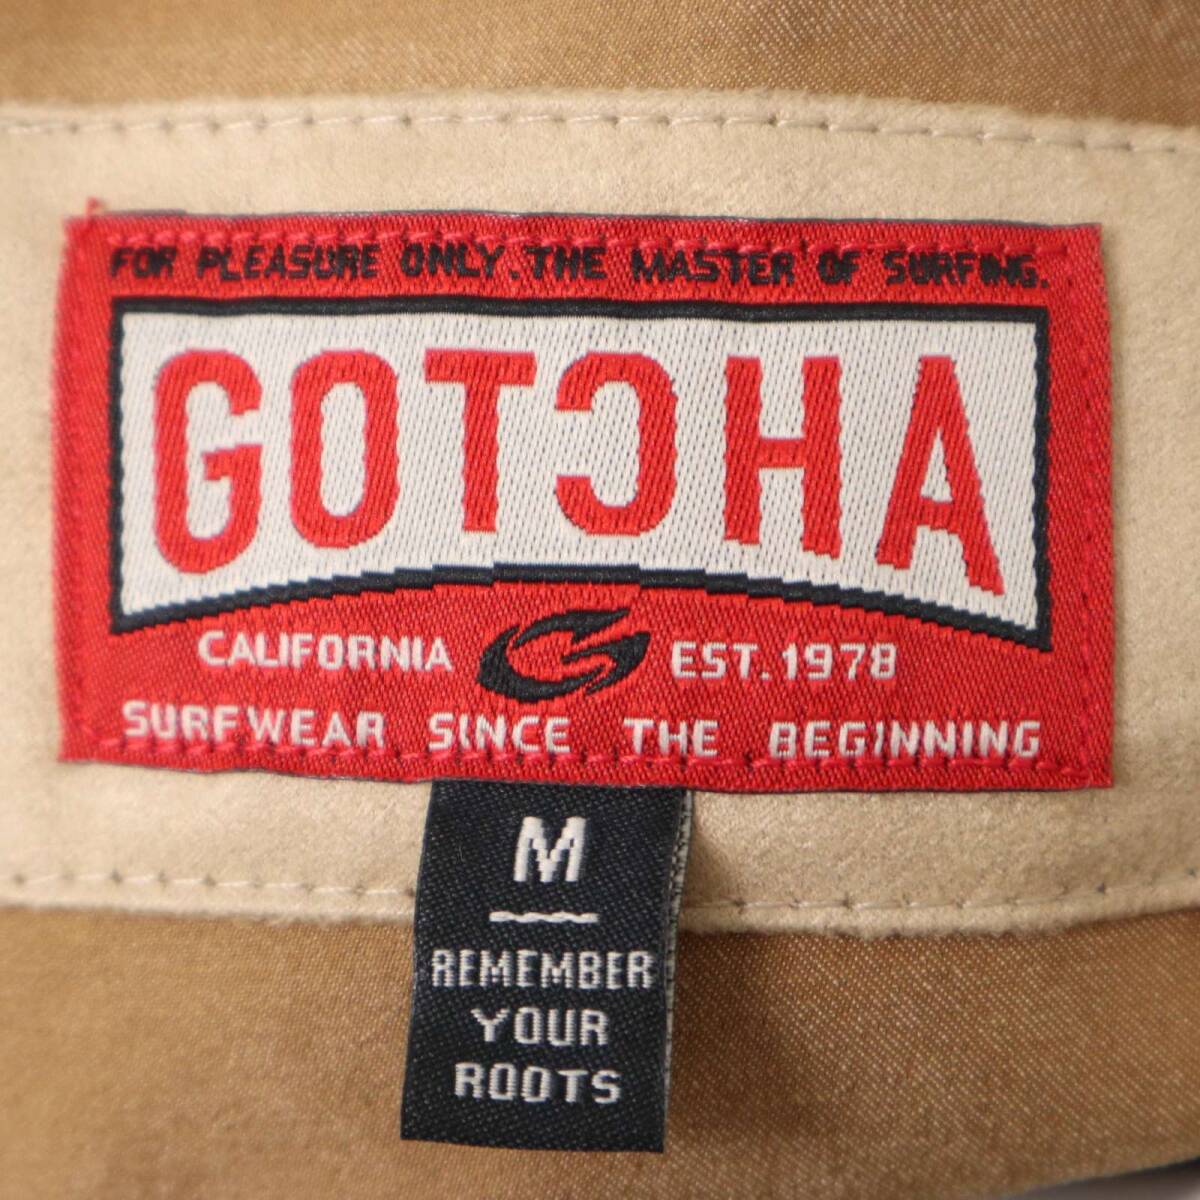 FOR PLEASURE ONLY. THE MASTER OF SURFING.
GOTCHA
CALIFORNIA EST. 1978
SURFWEAR SINCE THE BEGINNING
M
REMEMBER
YOUR
ROOTS